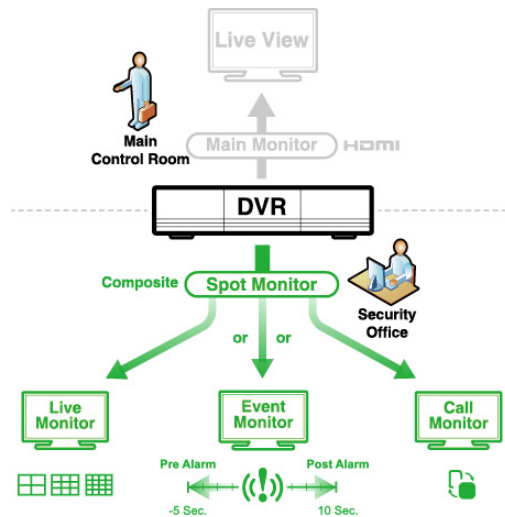 Live View
Main
Control Room
Main Monitor
HDMI
DVR
Composite
Spot Monitor
Security
Office
or or
Live
Monitor
Event
Monitor
Call
Monitor
Pre Alarm
Post Alarm
-5 Sec.
10 Sec.